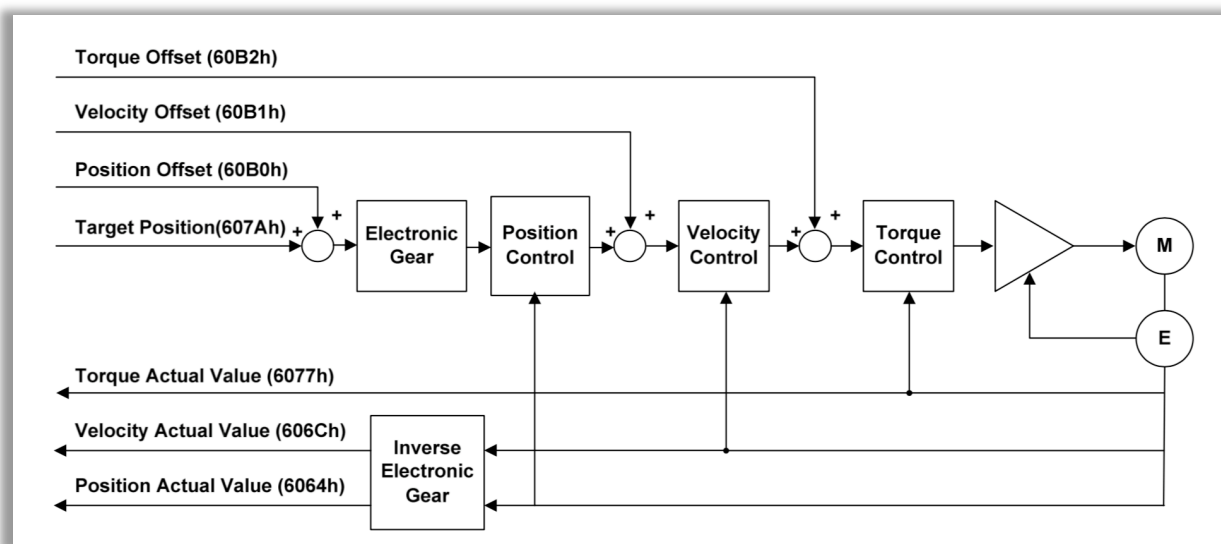 Torque Offset (60B2h)
Velocity Offset (60B1h)
Position Offset (60B0h)
+
Target Position(607Ah)
+
Electronic
Gear
Position
Control
+
+
Velocity
Control
+
+
Torque
Control
M
E
Torque Actual Value (6077h)
Velocity Actual Value (606Ch)
Position Actual Value (6064h)
Inverse
Electronic
Gear